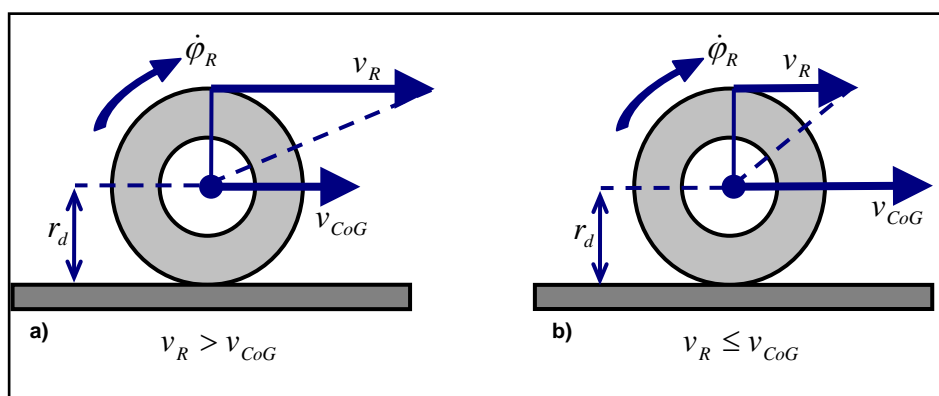 φ̇_R
v_R
v_CoG
r_d
a)
v_R > v_CoG
φ̇_R
v_R
v_CoG
r_d
b)
v_R ≤ v_CoG